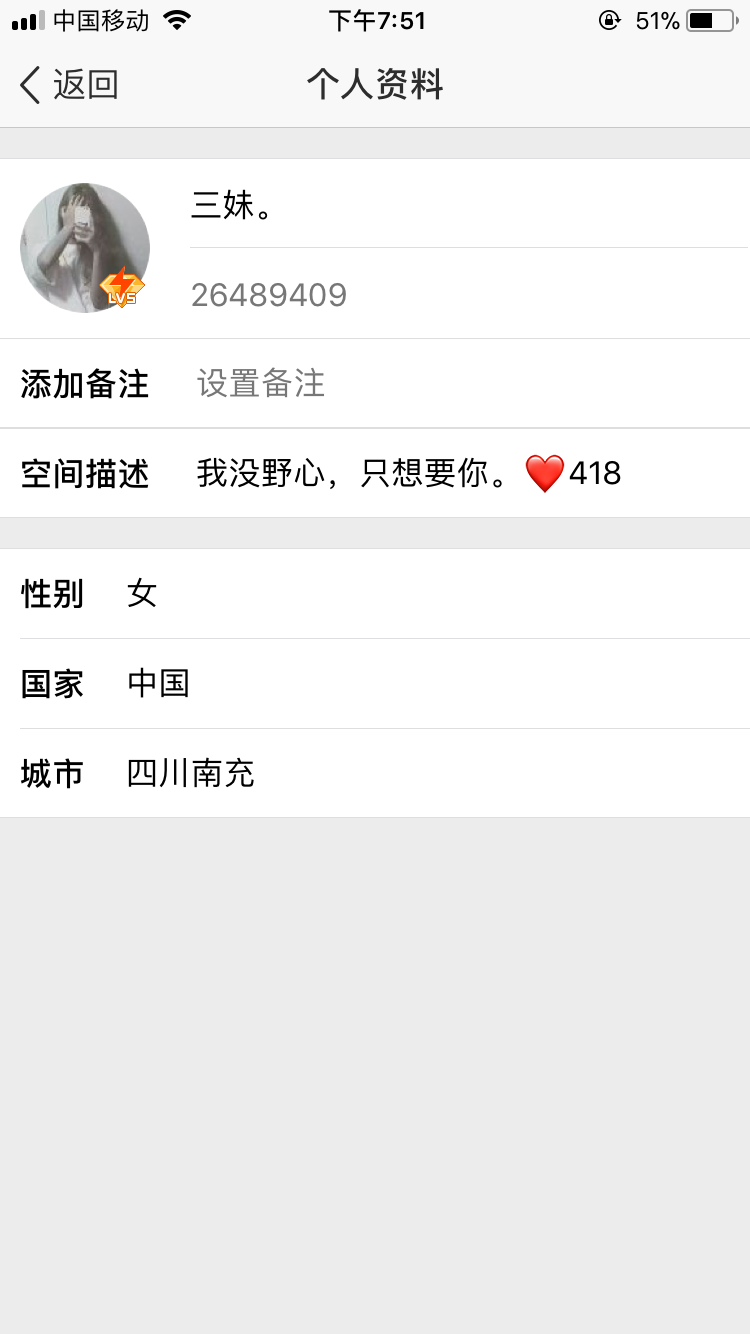 中国移动 下午7:51 51%
返回 个人资料
三妹。
LV5
26489409
添加备注 设置备注
空间描述 我没野心，只想要你。❤️418
性别 女
国家 中国
城市 四川南充